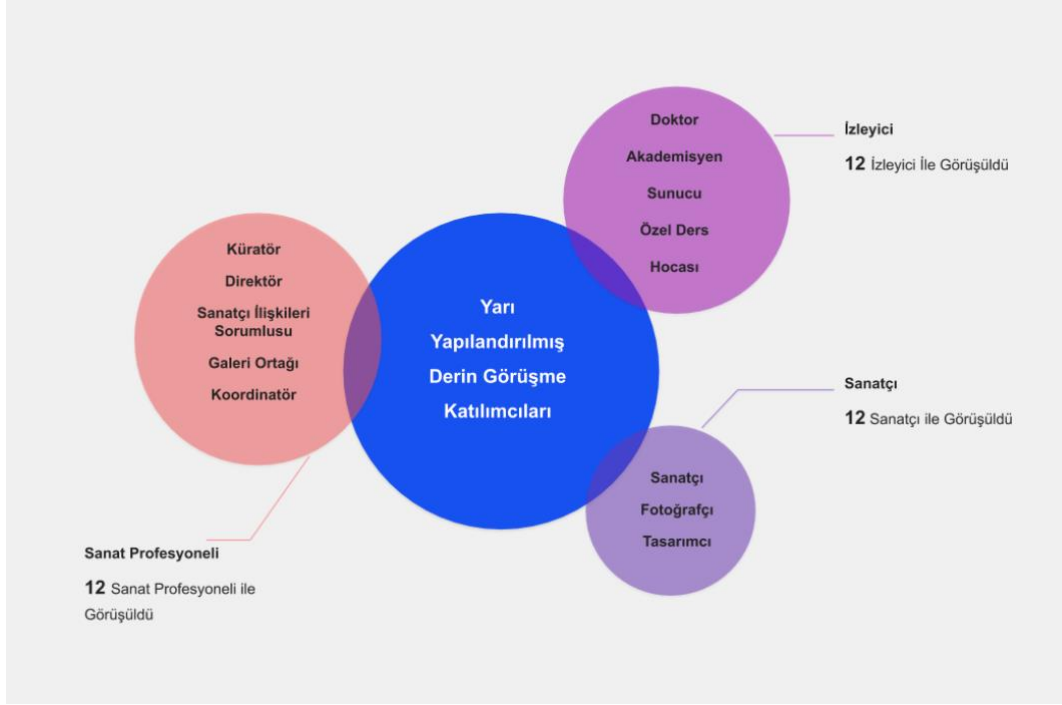 Doktor
Akademisyen
Sunucu
Özel Ders
Hocası
İzleyici
12 İzleyici İle Görüşüldü
Küratör
Direktör
Sanatçı İlişkileri
Sorumlusu
Galeri Ortağı
Koordinatör
Yarı
Yapılandırılmış
Derin Görüşme
Katılımcıları
Sanatçı
12 Sanatçı ile Görüşüldü
Sanatçı
Fotoğrafçı
Tasarımcı
Sanat Profesyoneli
12 Sanat Profesyoneli ile
Görüşüldü